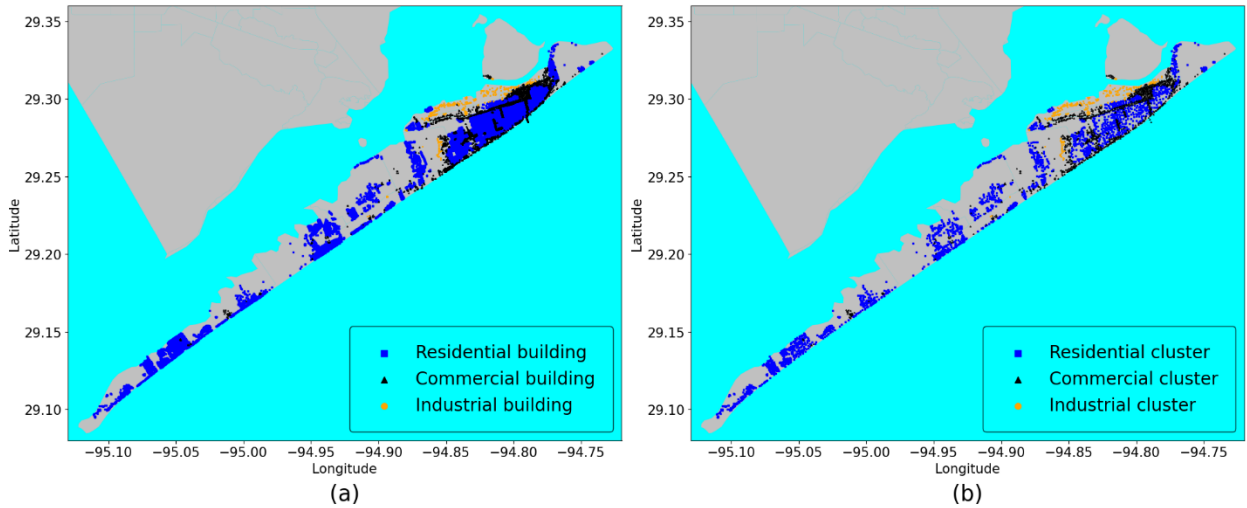 29.35
29.30
29.25
29.20
29.15
29.10
Latitude
−95.10 −95.05 −95.00 −94.95 −94.90 −94.85 −94.80 −94.75
Longitude
Residential building
Commercial building
Industrial building
(a)
29.35
29.30
29.25
29.20
29.15
29.10
Latitude
−95.10 −95.05 −95.00 −94.95 −94.90 −94.85 −94.80 −94.75
Longitude
Residential cluster
Commercial cluster
Industrial cluster
(b)